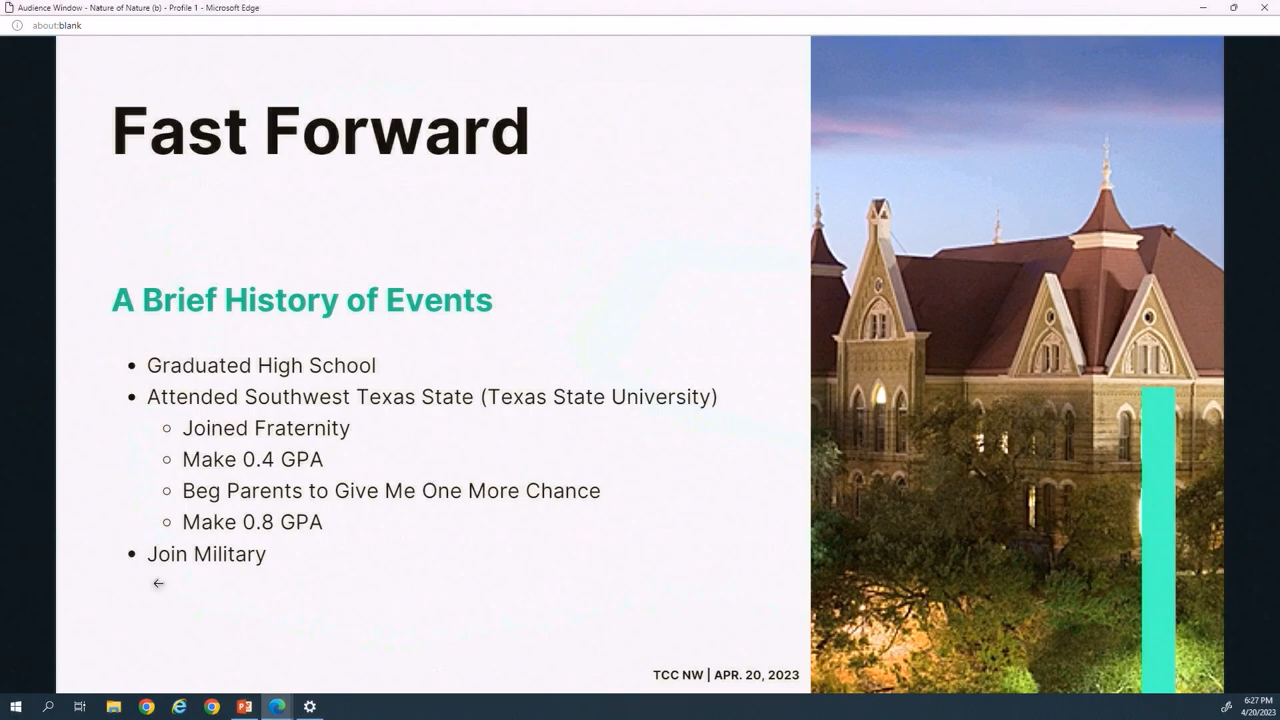 Audience Window - Nature of Nature (b) - Profile 1 - Microsoft Edge
about:blank
Fast Forward
A Brief History of Events
Graduated High School
Attended Southwest Texas State (Texas State University)
Joined Fraternity
Make 0.4 GPA
Beg Parents to Give Me One More Chance
Make 0.8 GPA
Join Military
TCC NW | APR. 20, 2023
6:27 PM
4/20/2023